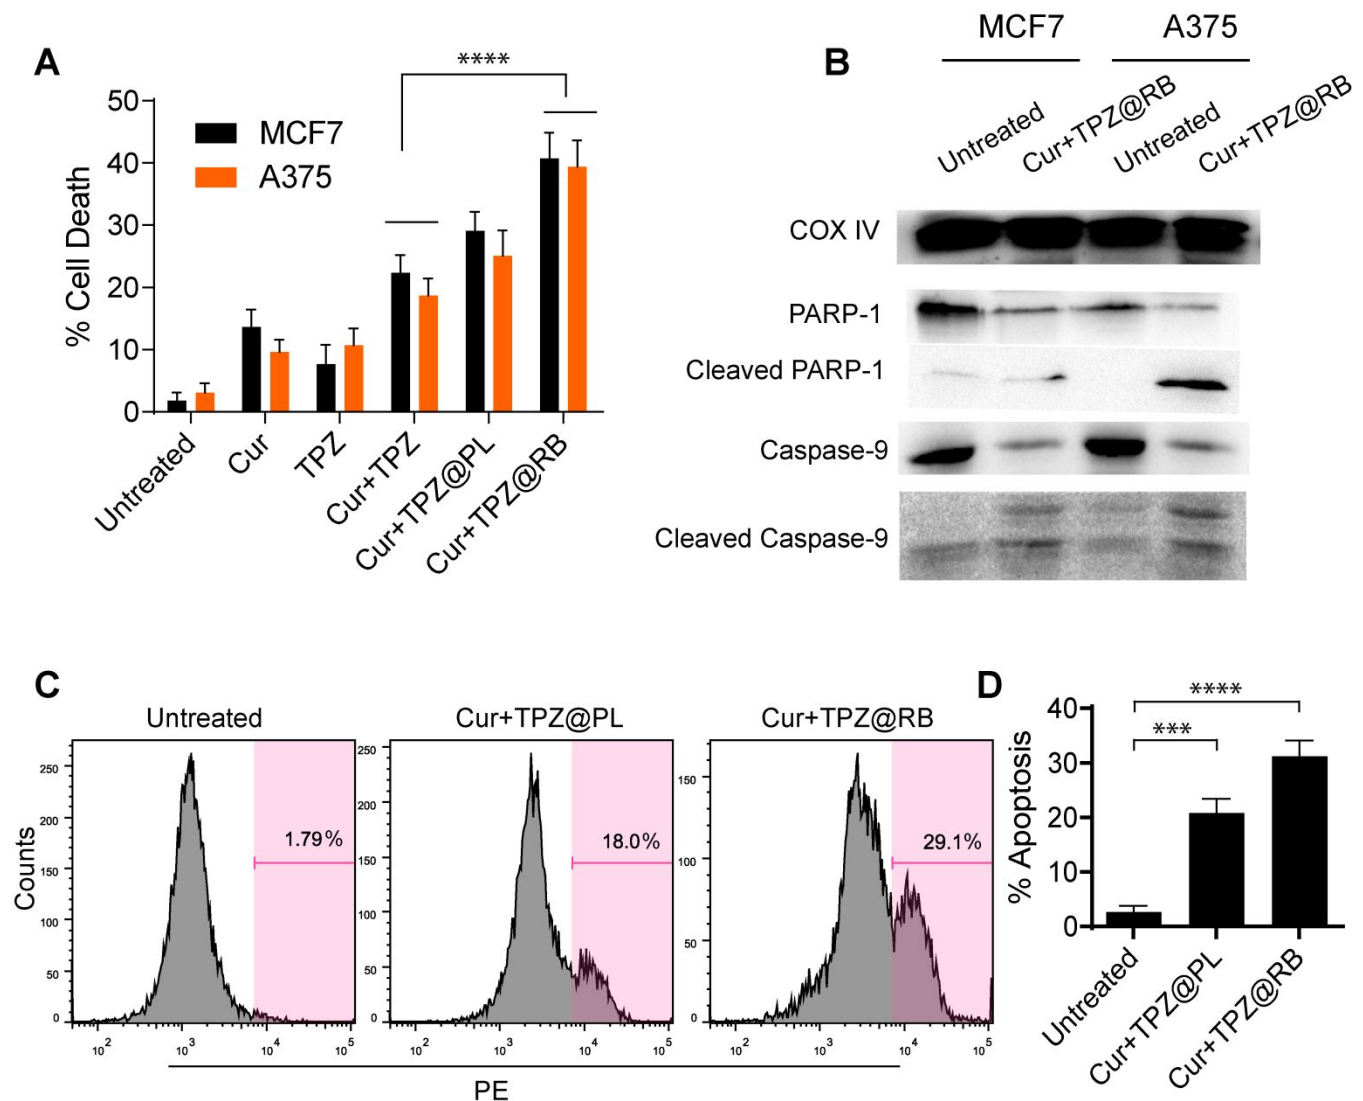 A
****
% Cell Death
50
40
30
20
10
0
MCF7
A375
Untreated
Cur
TPZ
Cur+TPZ
Cur+TPZ@PL
Cur+TPZ@RB
B
MCF7 A375
Untreated
Cur+TPZ@RB
Untreated
Cur+TPZ@RB
COX IV
PARP-1
Cleaved PARP-1
Caspase-9
Cleaved Caspase-9
C
Untreated
Cur+TPZ@PL
Cur+TPZ@RB
Counts
250
200
150
100
50
0
1.79%
10² 10³ 10⁴ 10⁵
250
200
150
100
50
0
18.0%
10² 10³ 10⁴ 10⁵
150
100
50
0
29.1%
10² 10³ 10⁴ 10⁵
PE
D
****
***
% Apoptosis
40
30
20
10
0
Untreated
Cur+TPZ@PL
Cur+TPZ@RB